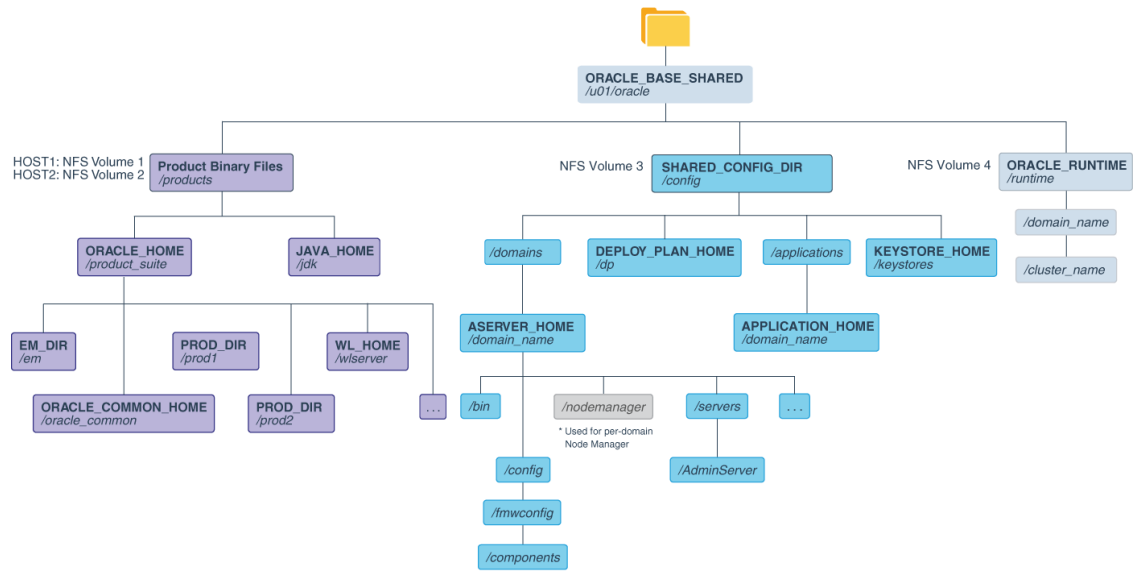 ORACLE_BASE_SHARED
/u01/oracle
HOST1: NFS Volume 1
HOST2: NFS Volume 2
Product Binary Files
/products
NFS Volume 3
SHARED_CONFIG_DIR
/config
NFS Volume 4
ORACLE_RUNTIME
/runtime
ORACLE_HOME
/product_suite
JAVA_HOME
/jdk
/domains
DEPLOY_PLAN_HOME
/dp
/applications
KEYSTORE_HOME
/keystores
/domain_name
/cluster_name
EM_DIR
/em
PROD_DIR
/prod1
WL_HOME
/wlserver
ASERVER_HOME
/domain_name
APPLICATION_HOME
/domain_name
ORACLE_COMMON_HOME
/oracle_common
PROD_DIR
/prod2
...
/bin
/nodemanager
* Used for per-domain
Node Manager
/servers
...
/config
/AdminServer
/fmwconfig
/components